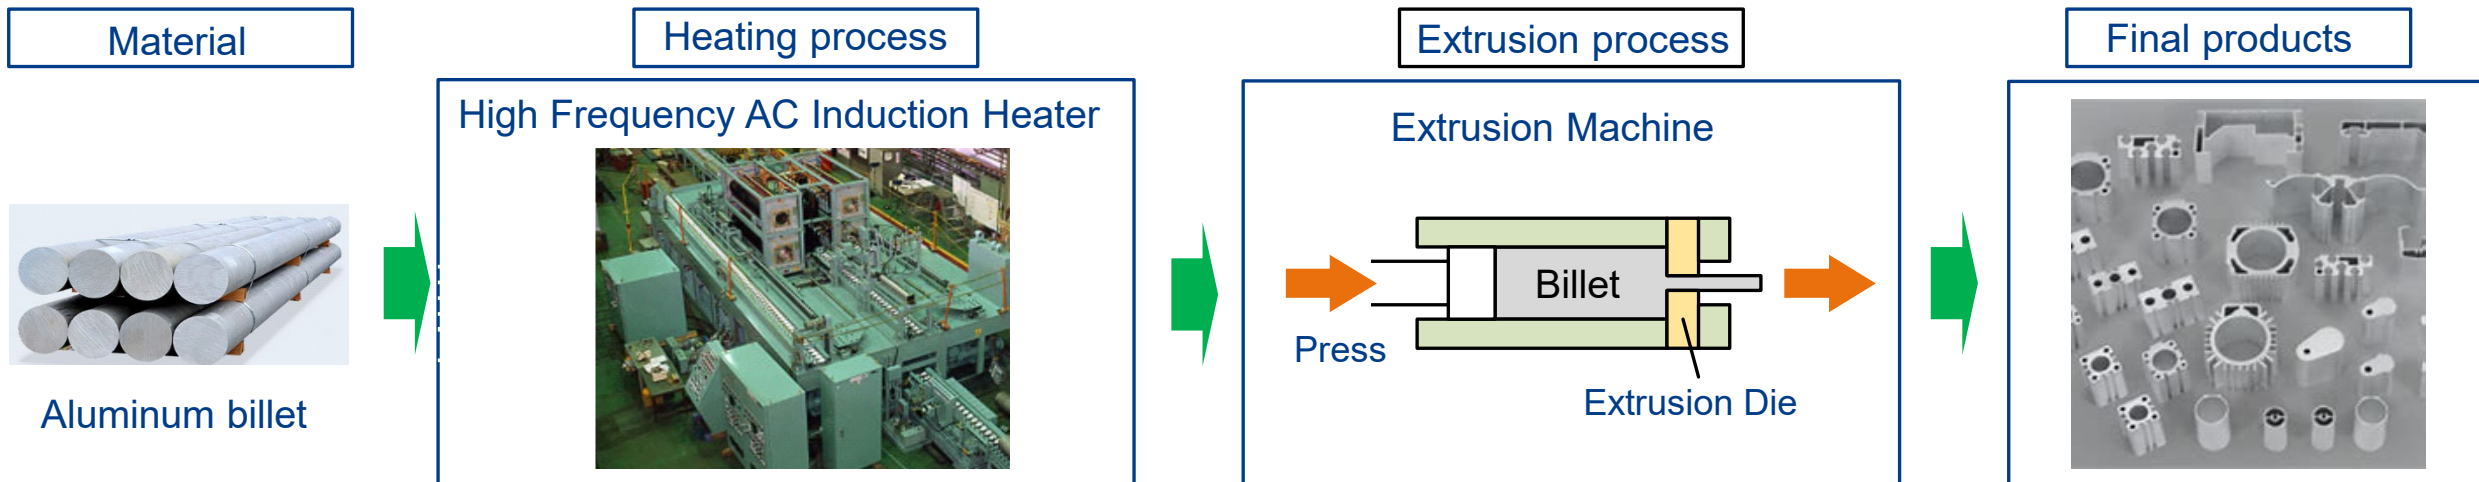 Material
Heating process
Extrusion process
Final products
High Frequency AC Induction Heater
Extrusion Machine
Billet
Press
Extrusion Die
Aluminum billet